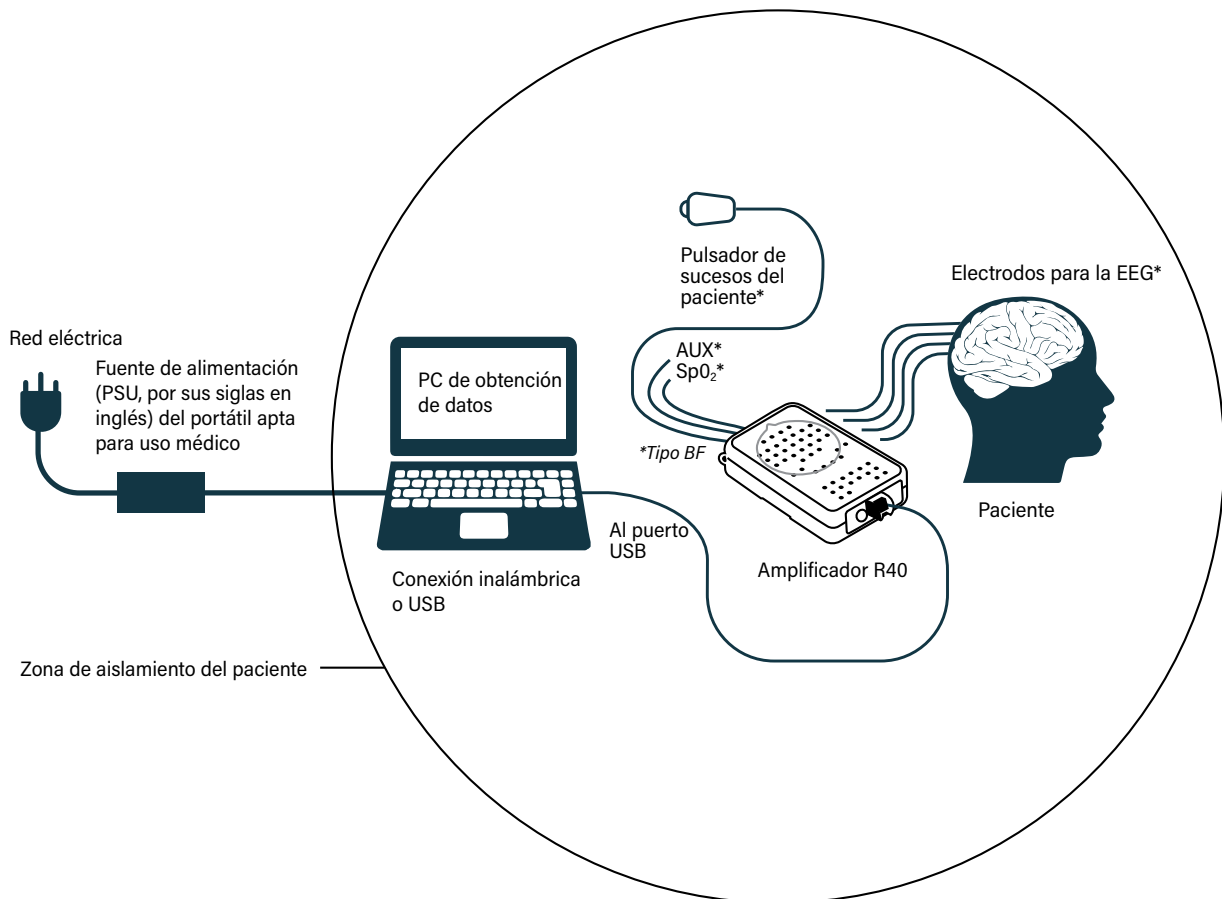 Red eléctrica
Fuente de alimentación
(PSU, por sus siglas en
inglés) del portátil apta
para uso médico
PC de obtención
de datos
Conexión inalámbrica
o USB
Al puerto
USB
Pulsador de
sucesos del
paciente*
AUX*
Sp0₂*
*Tipo BF
Amplificador R40
Electrodos para la EEG*
Paciente
Zona de aislamiento del paciente